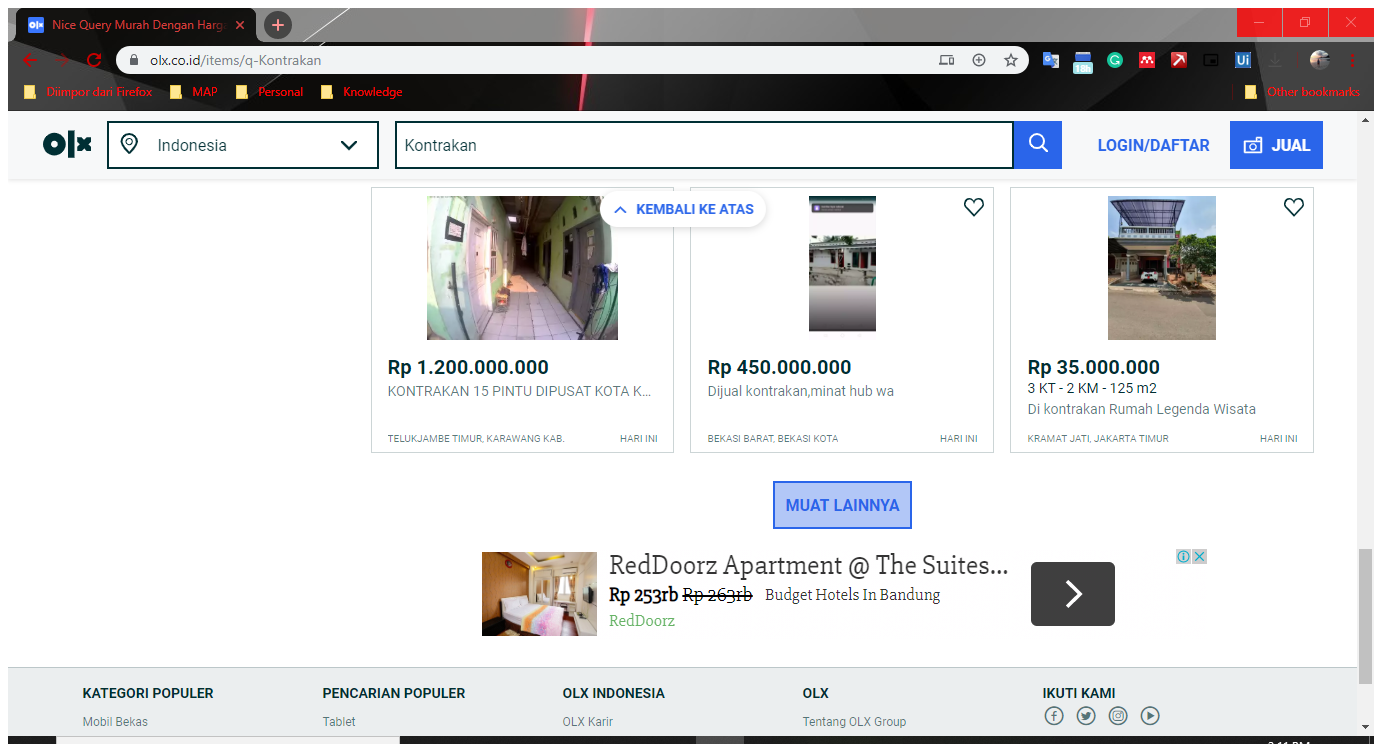 Nice Query Murah Dengan Harga
olx.co.id/items/q-Kontrakan
Diimpor dari Firefox
MAP
Personal
Knowledge
Other bookmarks
olx
Indonesia
Kontrakan
LOGIN/DAFTAR
JUAL
KEMBALI KE ATAS
Rp 1.200.000.000
KONTRAKAN 15 PINTU DIPUSAT KOTA K...
TELUKJAMBE TIMUR, KARAWANG KAB.
HARI INI
Rp 450.000.000
Dijual kontrakan,minat hub wa
BEKASI BARAT, BEKASI KOTA
HARI INI
Rp 35.000.000
3 KT - 2 KM - 125 m2
Di kontrakan Rumah Legenda Wisata
KRAMAT JATI, JAKARTA TIMUR
HARI INI
MUAT LAINNYA
RedDoorz Apartment @ The Suites...
Rp 253rb Rp 263rb Budget Hotels In Bandung
RedDoorz
KATEGORI POPULER
Mobil Bekas
PENCARIAN POPULER
Tablet
OLX INDONESIA
OLX Karir
OLX
Tentang OLX Group
IKUTI KAMI